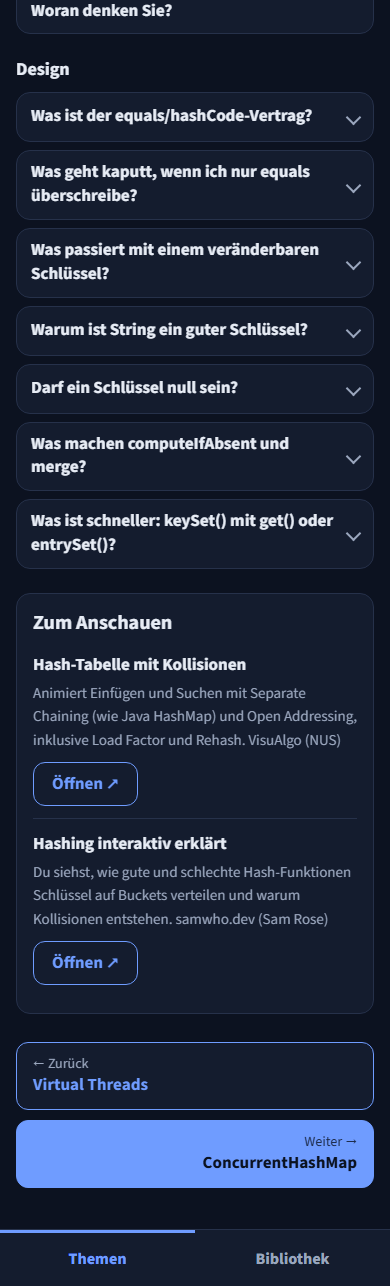 Woran denken Sie?
Design
Was ist der equals/hashCode-Vertrag?
Was geht kaputt, wenn ich nur equals
überschreibe?
Was passiert mit einem veränderbaren
Schlüssel?
Warum ist String ein guter Schlüssel?
Darf ein Schlüssel null sein?
Was machen computeIfAbsent und
merge?
Was ist schneller: keySet() mit get() oder
entrySet()?
Zum Anschauen
Hash-Tabelle mit Kollisionen
Animiert Einfügen und Suchen mit Separate
Chaining (wie Java HashMap) und Open Addressing,
inklusive Load Factor und Rehash. VisuAlgo (NUS)
Öffnen ↗
Hashing interaktiv erklärt
Du siehst, wie gute und schlechte Hash-Funktionen
Schlüssel auf Buckets verteilen und warum
Kollisionen entstehen. samwho.dev (Sam Rose)
Öffnen ↗
← Zurück
Virtual Threads
Weiter →
ConcurrentHashMap
Themen
Bibliothek